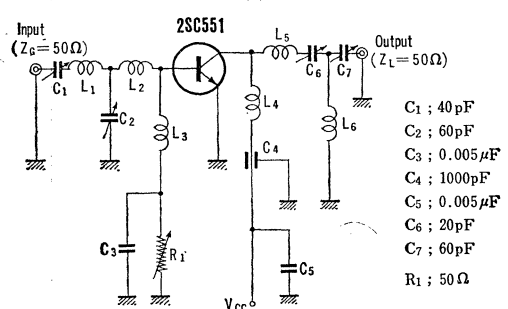 Input
(Z_G=50Ω)
2SC551
L₅
Output
(Z_L=50Ω)
C₁
L₁
L₂
C₆
C₇
C₂
L₃
L₄
L₆
C₄
C₃
R₁
C₅
Vcc
C₁ ; 40pF
C₂ ; 60pF
C₃ ; 0.005μF
C₄ ; 1000pF
C₅ ; 0.005μF
C₆ ; 20pF
C₇ ; 60pF
R₁ ; 50Ω